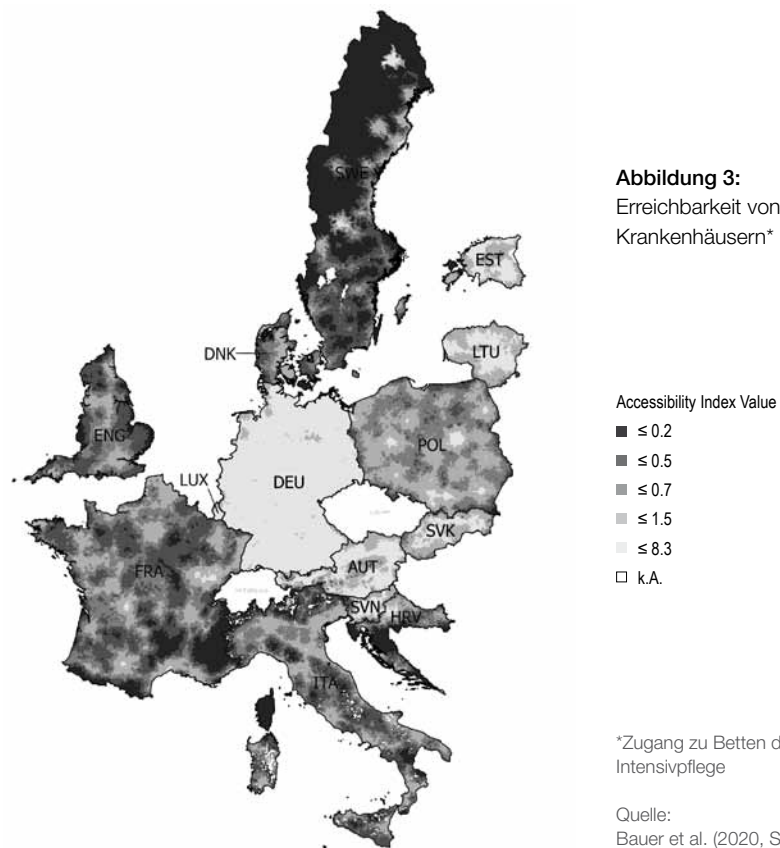 Abbildung 3:
Erreichbarkeit von
Krankenhäusern*
SWE
EST
DNK
LTU
ENG
POL
LUX
DEU
SVK
FRA
AUT
SVN
HRV
ITA
Accessibility Index Value
≤ 0.2
≤ 0.5
≤ 0.7
≤ 1.5
≤ 8.3
k.A.
*Zugang zu Betten d
Intensivpflege
Quelle:
Bauer et al. (2020, S